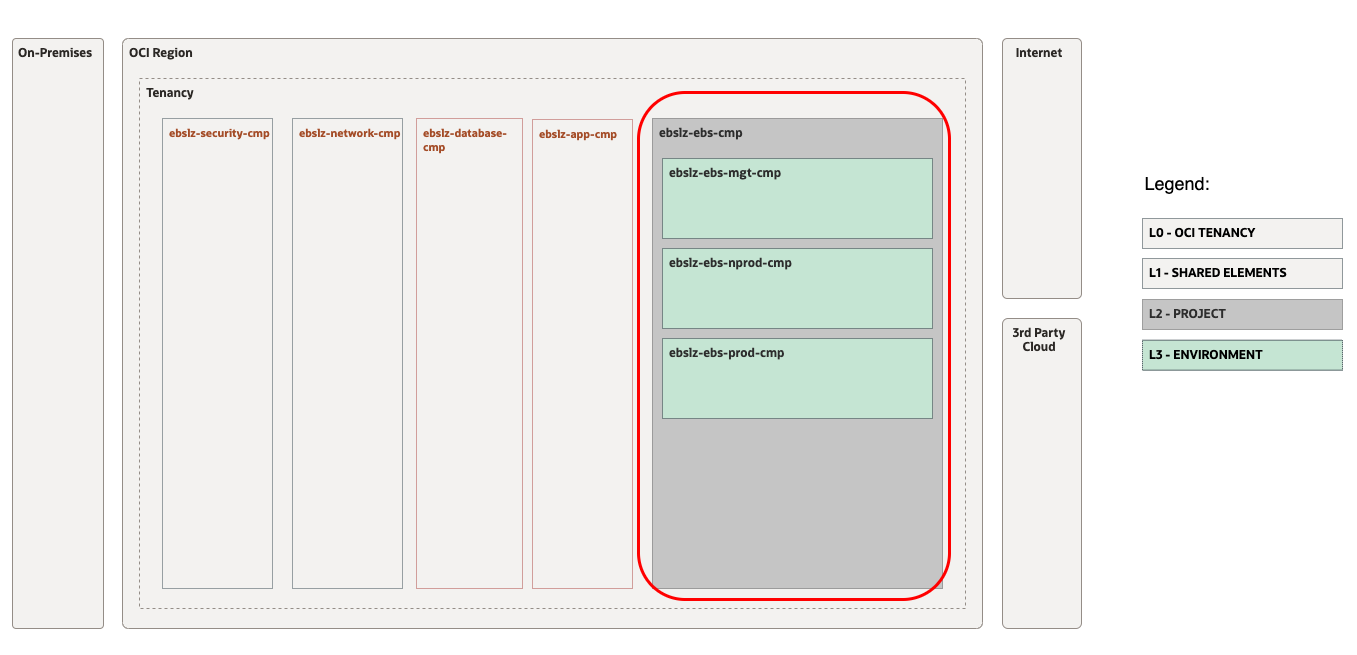 On-Premises
OCI Region
Tenancy
ebslz-security-cmp
ebslz-network-cmp
ebslz-database-
cmp
ebslz-app-cmp
ebslz-ebs-cmp
ebslz-ebs-mgt-cmp
ebslz-ebs-nprod-cmp
ebslz-ebs-prod-cmp
Internet
3rd Party
Cloud
Legend:
L0 - OCI TENANCY
L1 - SHARED ELEMENTS
L2 - PROJECT
L3 - ENVIRONMENT